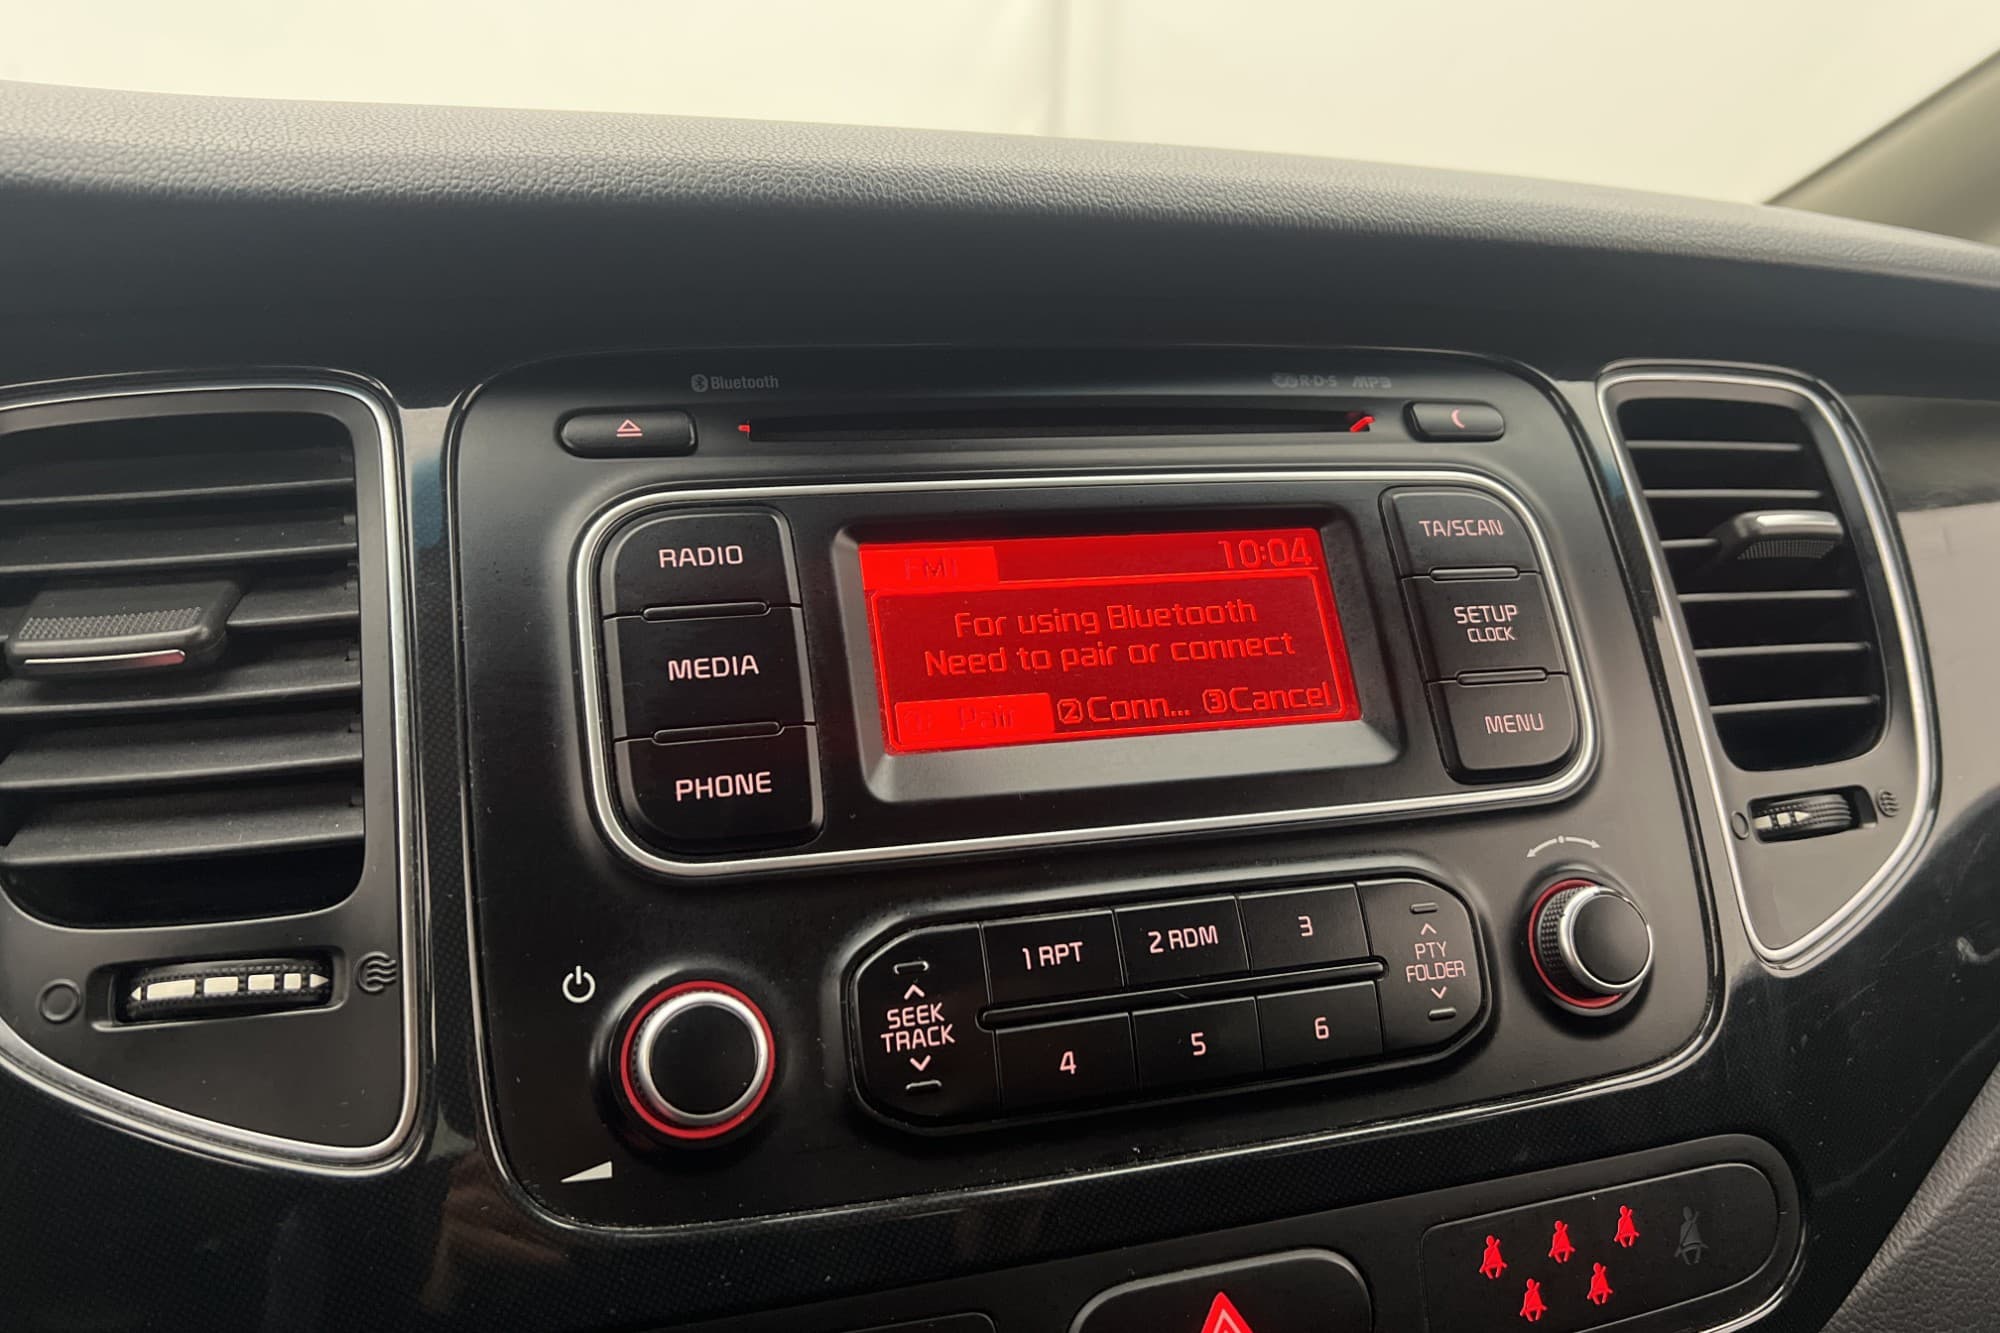 Bluetooth
R·D·S MP3
RADIO
MEDIA
PHONE
FM1
10:04
For using Bluetooth
Need to pair or connect
Pair 2Conn... 3Cancel
TA/SCAN
SETUP
CLOCK
MENU
SEEK
TRACK
1 RPT
2 RDM
3
4
5
6
PTY
FOLDER